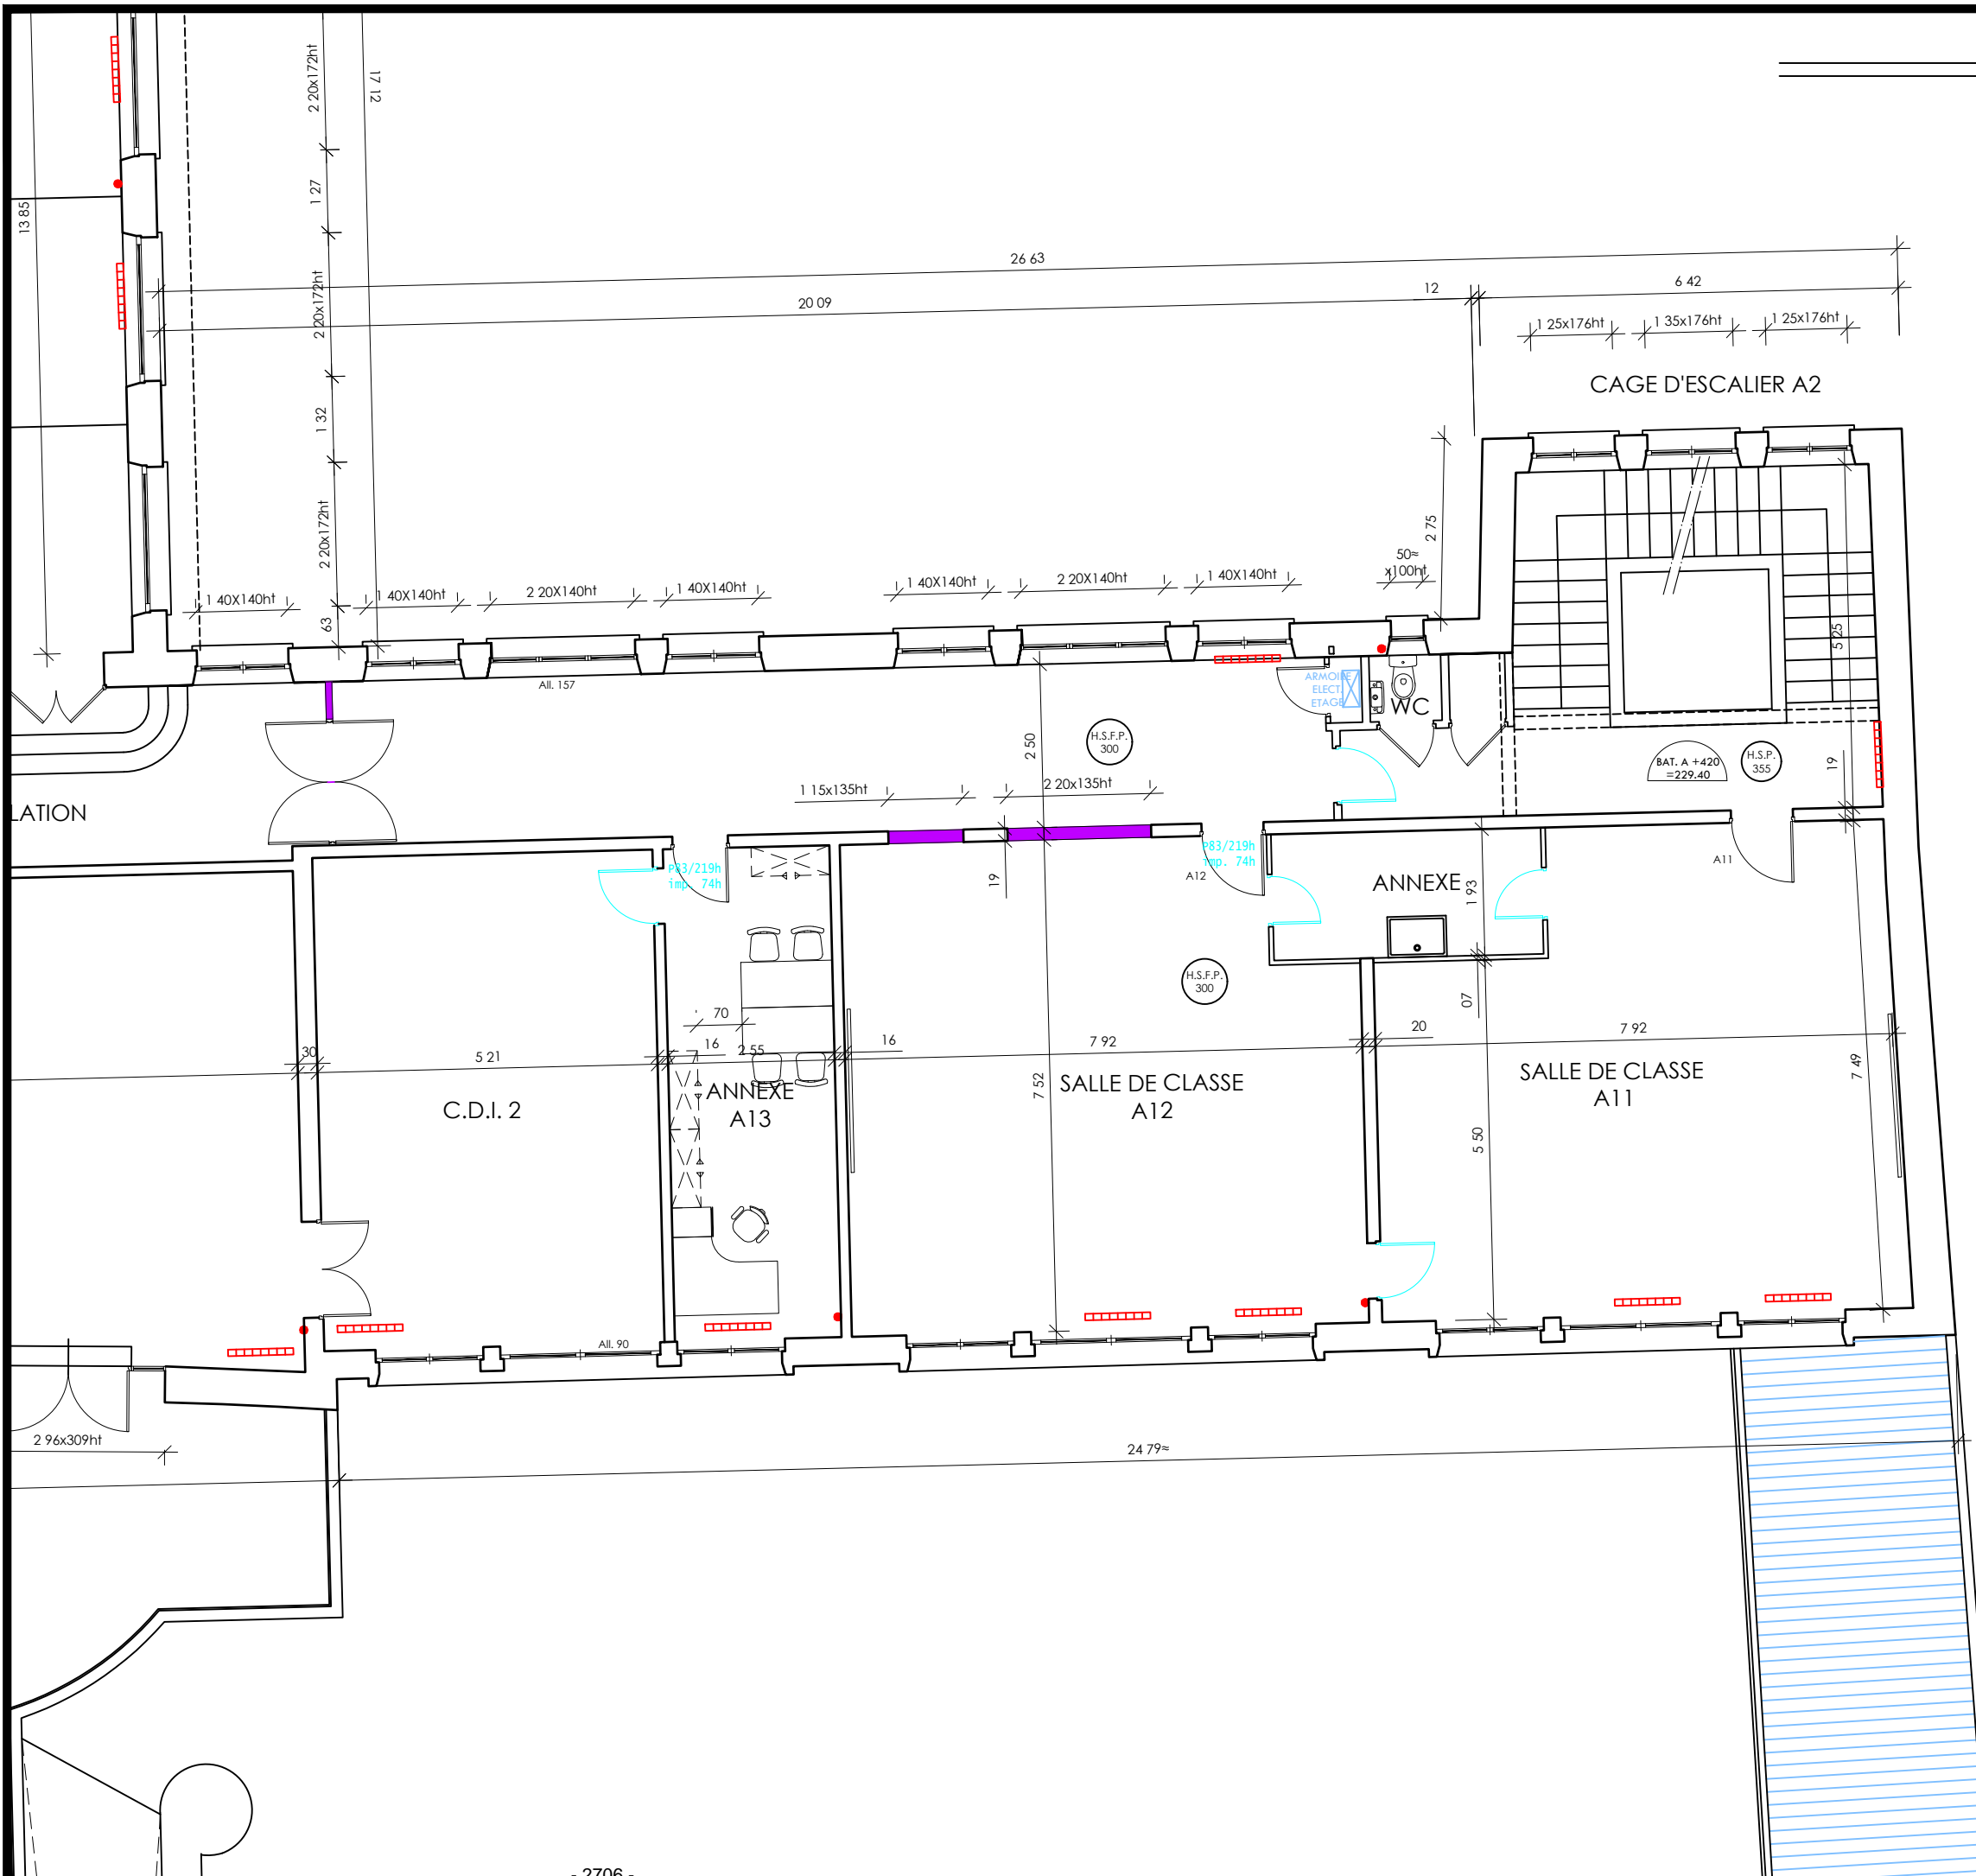 2 20x172ht
17 12
13 85
1 27
2 20x172ht
1 32
2 20x172ht
63
26 63
20 09
12
6 42
1 25x176ht
1 35x176ht
1 25x176ht
CAGE D'ESCALIER A2
2 75
50≈
x100ht
1 40X140ht
1 40X140ht
2 20X140ht
1 40X140ht
1 40X140ht
2 20X140ht
1 40X140ht
5 25
All. 157
ARMOIRE
ELECT.
ETAGE
WC
2 50
H.S.F.P.
300
BAT. A +420
=229.40
H.S.P.
355
19
1 15x135ht
2 20x135ht
LATION
P83/219h
imp. 74h
P83/219h
imp. 74h
A12
A11
19
ANNEXE
1 93
H.S.F.P.
300
07
70
30
5 21
16
2 55
16
7 92
20
7 92
7 49
C.D.I. 2
ANNEXE
A13
7 52
SALLE DE CLASSE
A12
SALLE DE CLASSE
A11
5 50
All. 90
2 96x309ht
24 79≈
- 2706 -